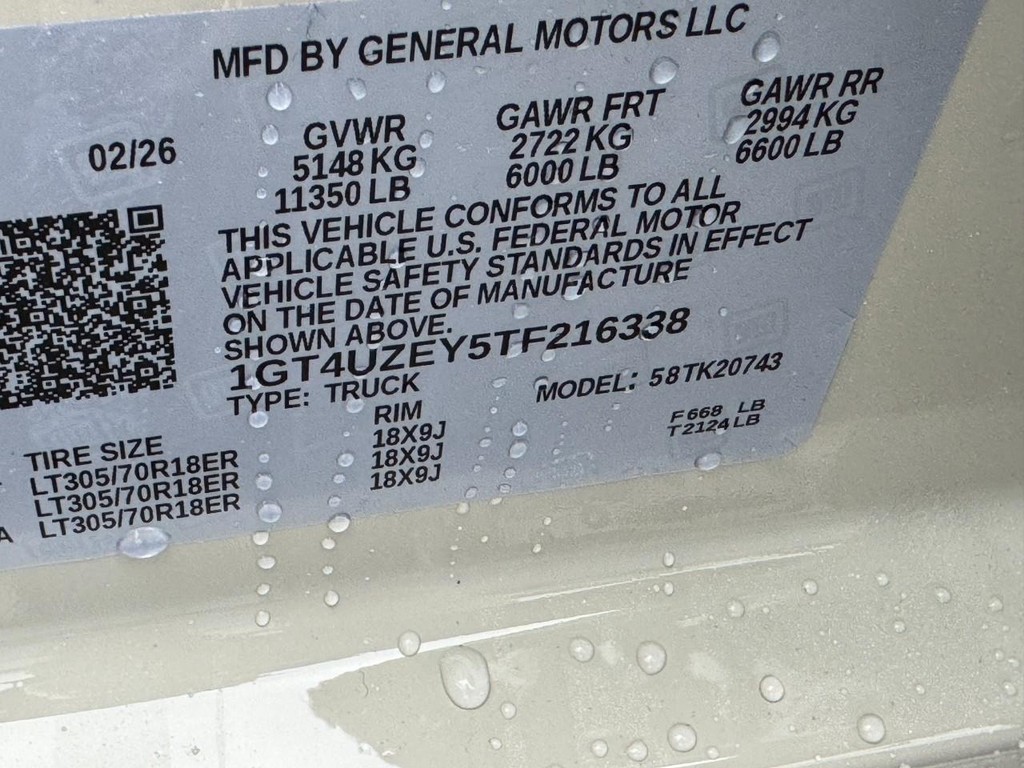 MFD BY GENERAL MOTORS LLC
02/26
GVWR GAWR FRT GAWR RR
5148 KG 2722 KG 2994 KG
11350 LB 6000 LB 6600 LB
THIS VEHICLE CONFORMS TO ALL
APPLICABLE U.S. FEDERAL MOTOR
VEHICLE SAFETY STANDARDS IN EFFECT
ON THE DATE OF MANUFACTURE
SHOWN ABOVE.
1GT4UZEY5TF216338
TYPE: TRUCK MODEL: 58TK20743
TIRE SIZE RIM F668 LB
LT305/70R18ER 18X9J T2124 LB
LT305/70R18ER 18X9J
A LT305/70R18ER 18X9J